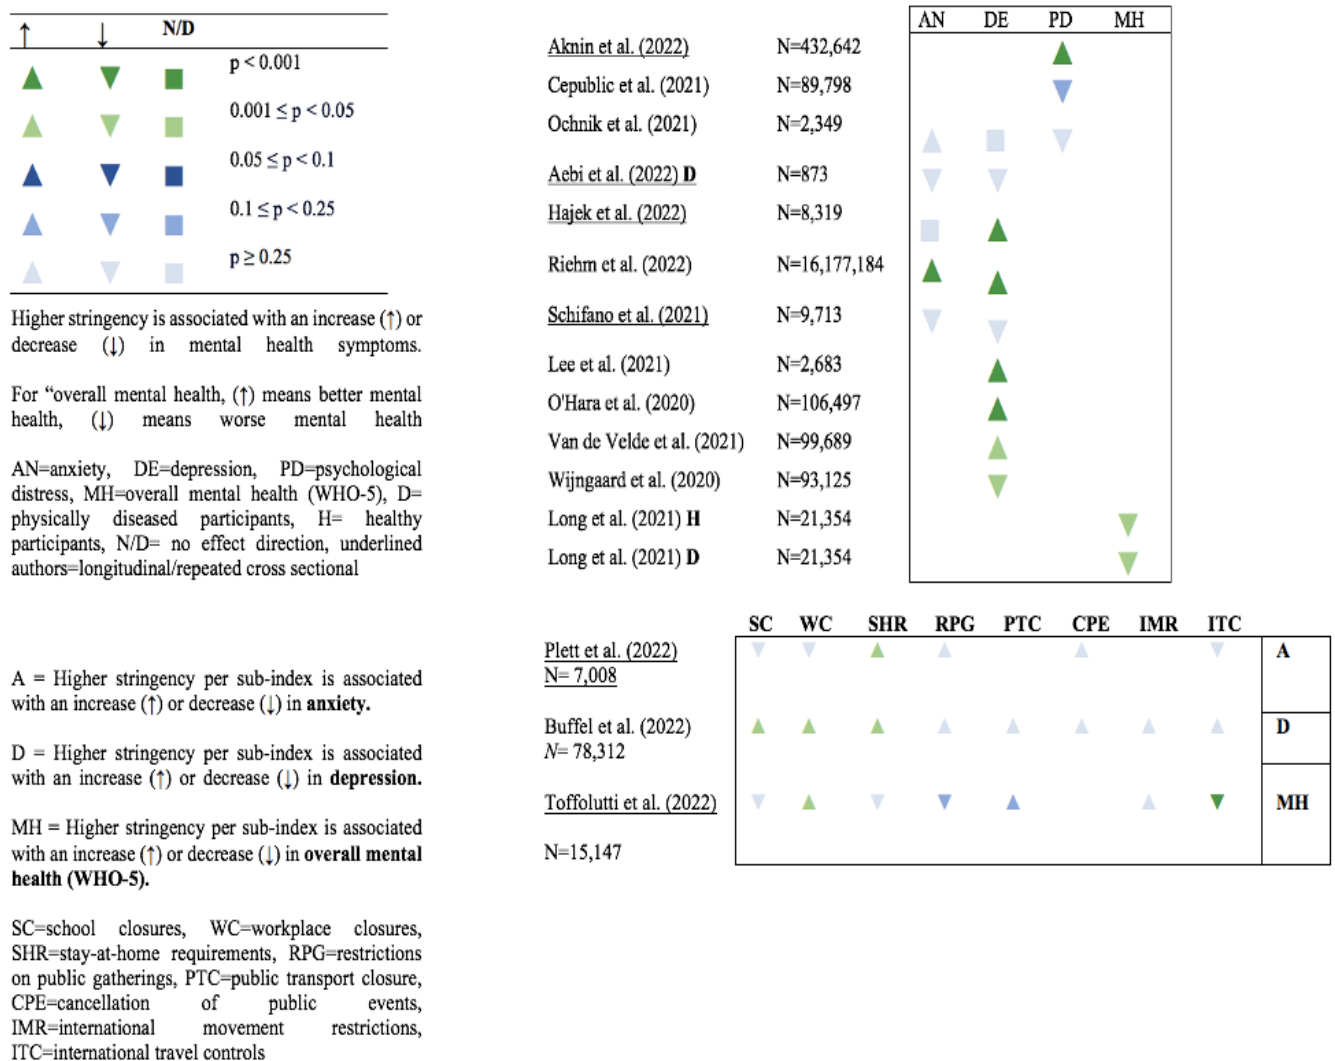 ↑ ↓ N/D
p < 0.001
0.001 ≤ p < 0.05
0.05 ≤ p < 0.1
0.1 ≤ p < 0.25
p ≥ 0.25
Higher stringency is associated with an increase (↑) or
decrease (↓) in mental health symptoms.
For “overall mental health, (↑) means better mental
health, (↓) means worse mental health
AN=anxiety, DE=depression, PD=psychological
distress, MH=overall mental health (WHO-5), D=
physically diseased participants, H= healthy
participants, N/D= no effect direction, underlined
authors=longitudinal/repeated cross sectional
A = Higher stringency per sub-index is associated
with an increase (↑) or decrease (↓) in anxiety.
D = Higher stringency per sub-index is associated
with an increase (↑) or decrease (↓) in depression.
MH = Higher stringency per sub-index is associated
with an increase (↑) or decrease (↓) in overall mental
health (WHO-5).
SC=school closures, WC=workplace closures,
SHR=stay-at-home requirements, RPG=restrictions
on public gatherings, PTC=public transport closure,
CPE=cancellation of public events,
IMR=international movement restrictions,
ITC=international travel controls
AN DE PD MH
Aknin et al. (2022) N=432,642
Cepublic et al. (2021) N=89,798
Ochnik et al. (2021) N=2,349
Aebi et al. (2022) D N=873
Hajek et al. (2022) N=8,319
Riehm et al. (2022) N=16,177,184
Schifano et al. (2021) N=9,713
Lee et al. (2021) N=2,683
O'Hara et al. (2020) N=106,497
Van de Velde et al. (2021) N=99,689
Wijngaard et al. (2020) N=93,125
Long et al. (2021) H N=21,354
Long et al. (2021) D N=21,354
SC WC SHR RPG PTC CPE IMR ITC
Plett et al. (2022) A
N= 7,008
Buffel et al. (2022) D
N= 78,312
Toffolutti et al. (2022) MH
N=15,147